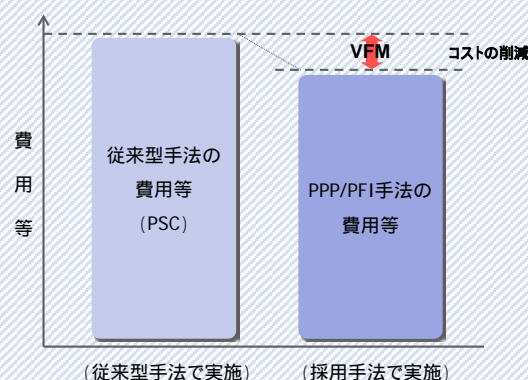 VFM
コストの削減
費
用
等
従来型手法の
費用等
(PSC)
PPP/PFI手法の
費用等
(従来型手法で実施)
(採用手法で実施)